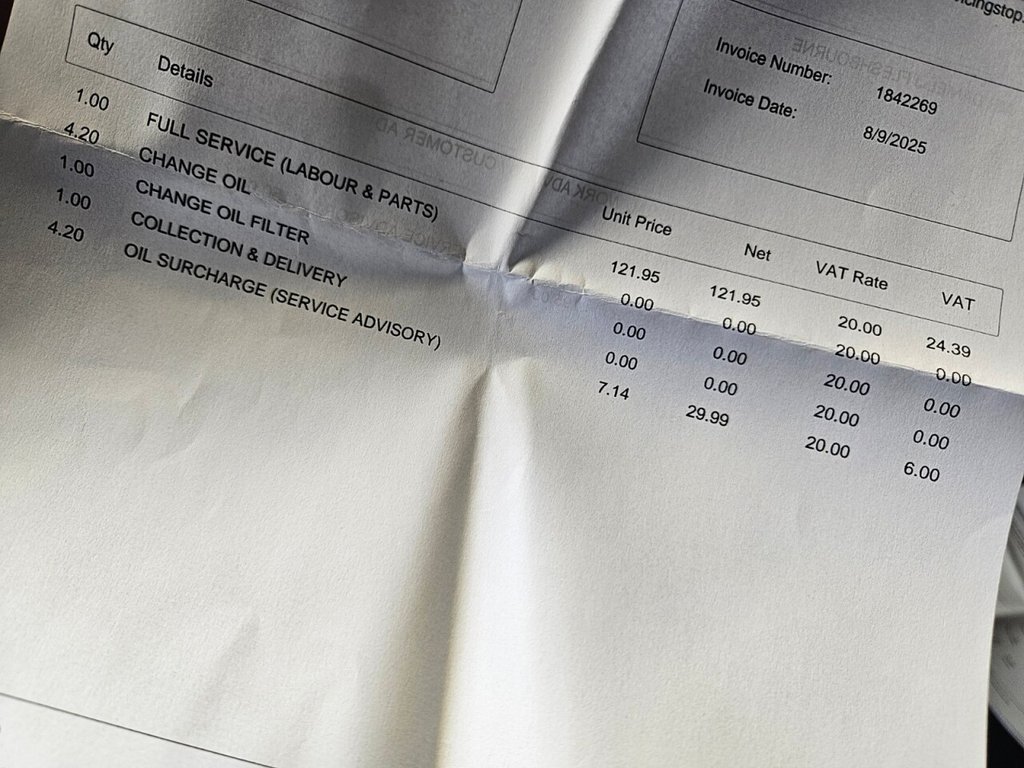 Invoice Number: 1842269
Invoice Date: 8/9/2025
Qty Details Unit Price Net VAT Rate VAT
1.00 FULL SERVICE (LABOUR & PARTS) 121.95 121.95 20.00 24.39
4.20 CHANGE OIL 0.00 0.00 20.00 0.00
1.00 CHANGE OIL FILTER 0.00 0.00 20.00 0.00
1.00 COLLECTION & DELIVERY 0.00 0.00 20.00 0.00
4.20 OIL SURCHARGE (SERVICE ADVISORY) 7.14 29.99 20.00 6.00